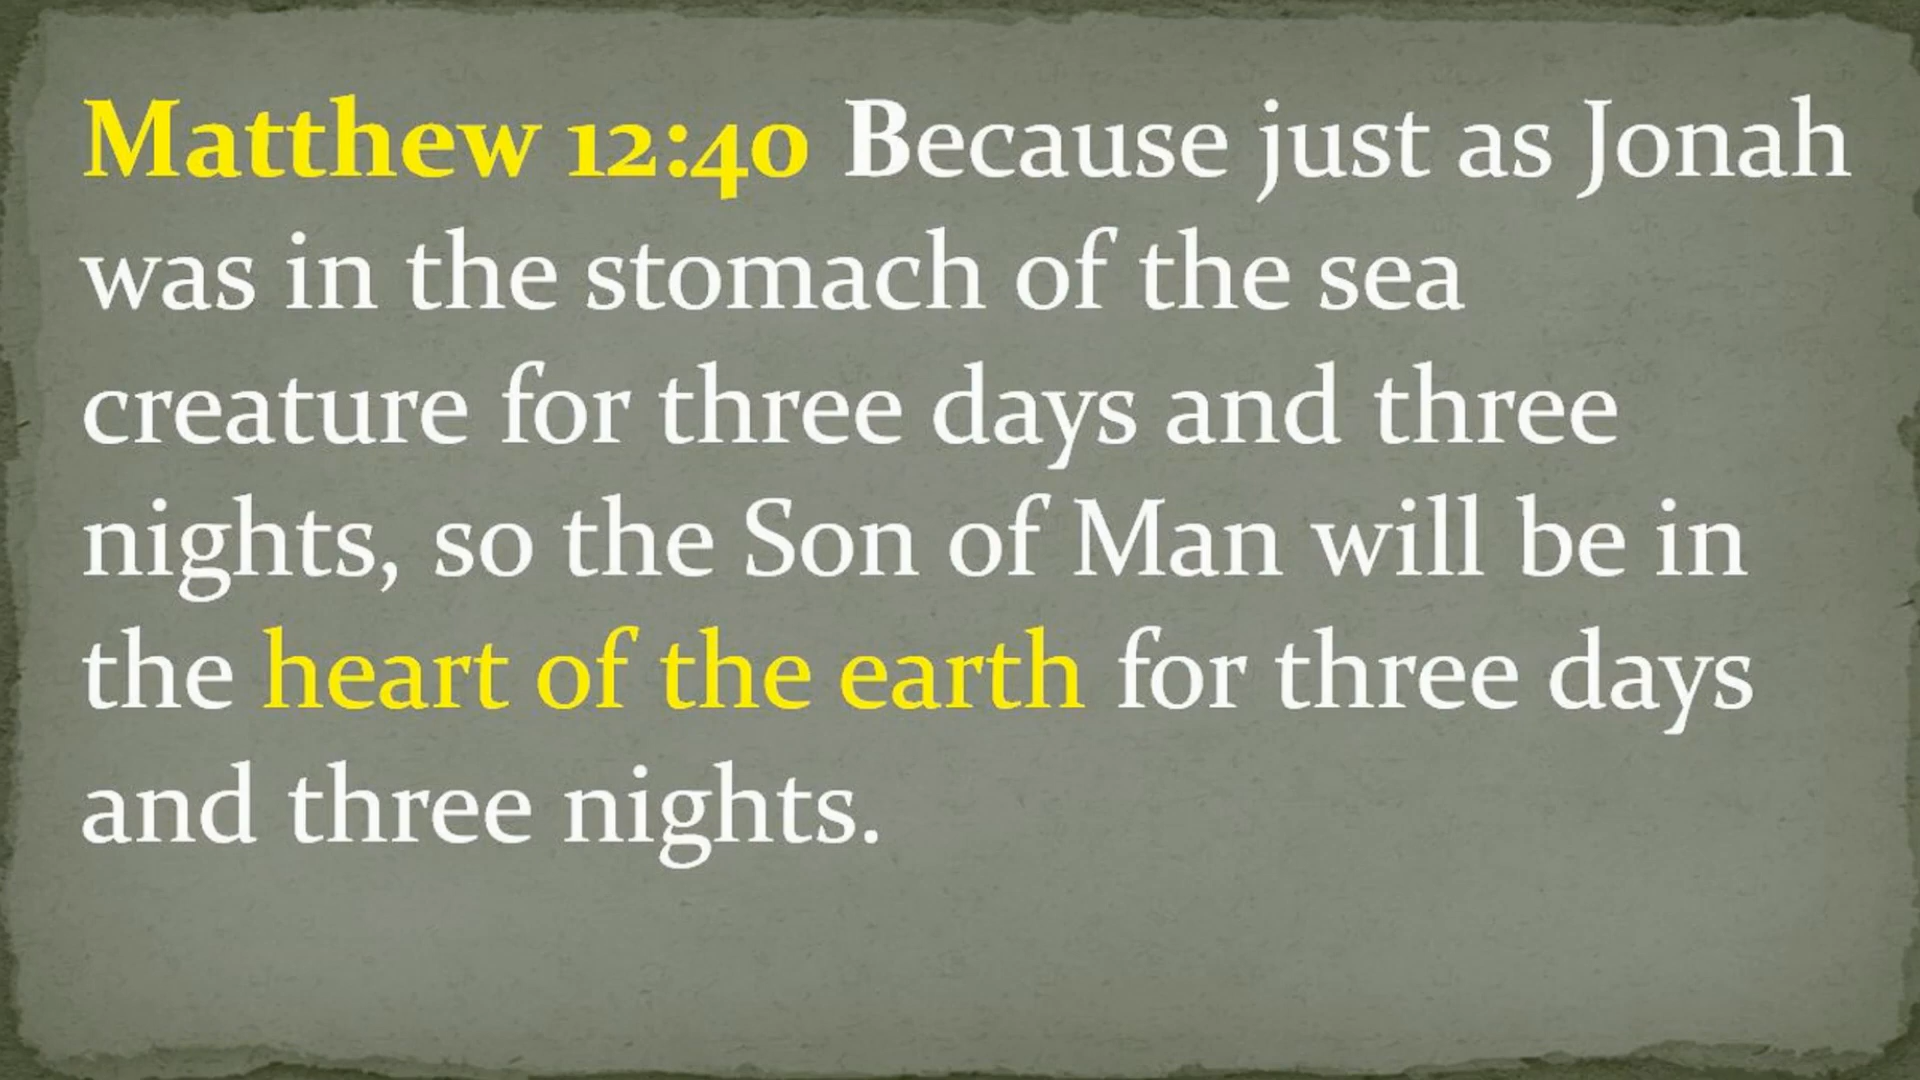 Matthew 12:40 Because just as Jonah
was in the stomach of the sea
creature for three days and three
nights, so the Son of Man will be in
the heart of the earth for three days
and three nights.